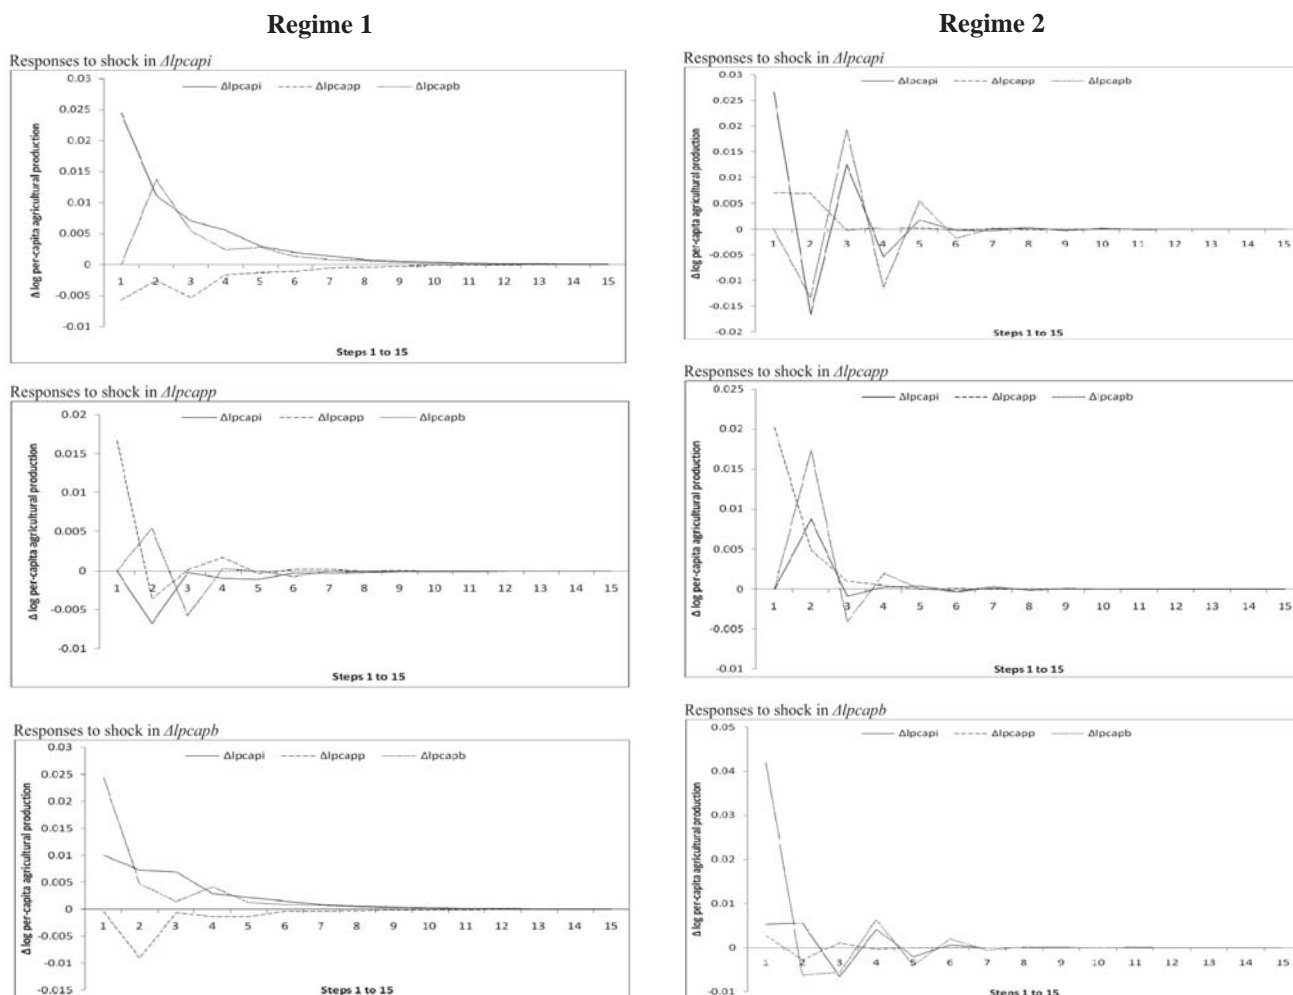 Regime 1
Responses to shock in Δlpcapi
0.03
0.025
0.02
0.015
0.01
0.005
0
-0.005
-0.01
Δ log per-capita agricultural production
Δlpcapi Δlpcapp Δlpcapb
1 2 3 4 5 6 7 8 9 10 11 12 13 14 15
Steps 1 to 15
Responses to shock in Δlpcapp
0.02
0.015
0.01
0.005
0
-0.005
-0.01
Δ log per-capita agricultural production
Δlpcapi Δlpcapp Δlpcapb
1 2 3 4 5 6 7 8 9 10 11 12 13 14 15
Steps 1 to 15
Responses to shock in Δlpcapb
0.03
0.025
0.02
0.015
0.01
0.005
0
-0.005
-0.01
-0.015
Δ log per-capita agricultural production
Δlpcapi Δlpcapp Δlpcapb
1 2 3 4 5 6 7 8 9 10 11 12 13 14 15
Steps 1 to 15
Regime 2
Responses to shock in Δlpcapi
0.03
0.025
0.02
0.015
0.01
0.005
0
-0.005
-0.01
-0.015
-0.02
Δ log per-capita agricultural production
Δlpcapi Δlpcapp Δlpcapb
1 2 3 4 5 6 7 8 9 10 11 12 13 14 15
Steps 1 to 15
Responses to shock in Δlpcapp
0.025
0.02
0.015
0.01
0.005
0
-0.005
-0.01
Δ log per-capita agricultural production
Δlpcapi Δlpcapp Δlpcapb
1 2 3 4 5 6 7 8 9 10 11 12 13 14 15
Steps 1 to 15
Responses to shock in Δlpcapb
0.05
0.04
0.03
0.02
0.01
0
-0.01
Δ log per-capita agricultural production
Δlpcapi Δlpcapp Δlpcapb
1 2 3 4 5 6 7 8 9 10 11 12 13 14 15
Steps 1 to 15